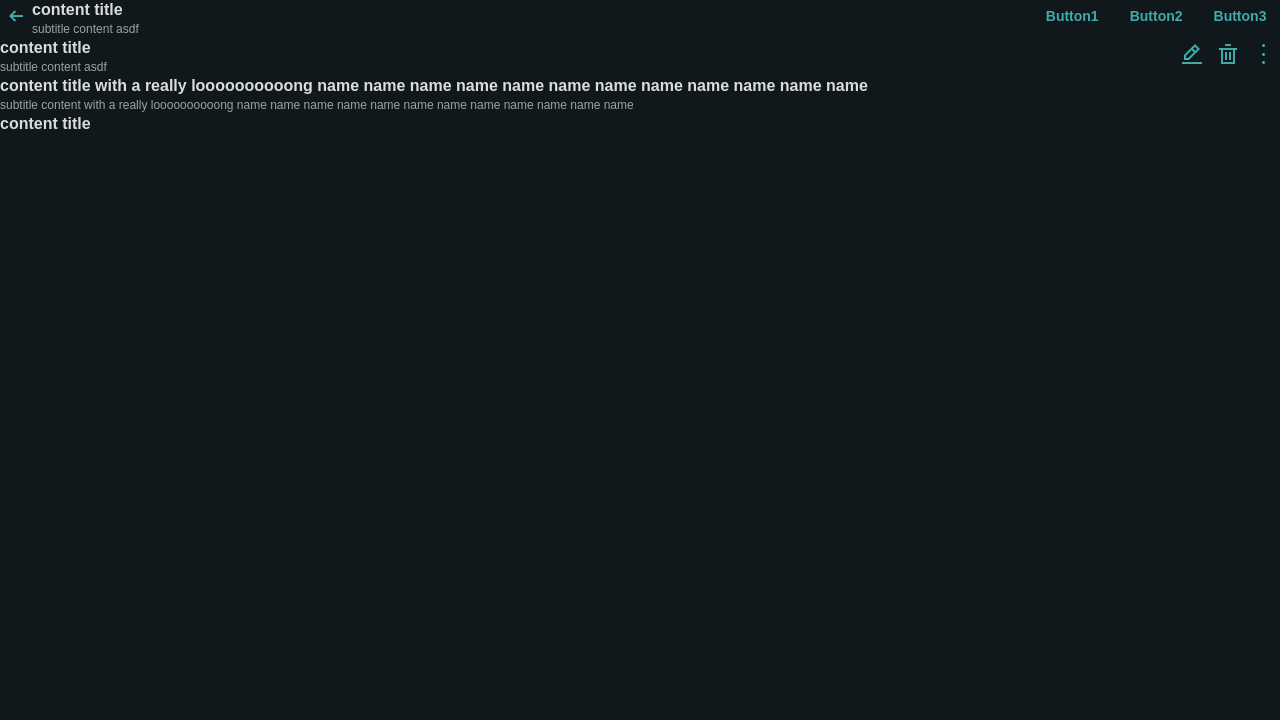 content title
subtitle content asdf
Button1 Button2 Button3
content title
subtitle content asdf
content title with a really loooooooooong name name name name name name name name name name name name
subtitle content with a really loooooooooong name name name name name name name name name name name name
content title